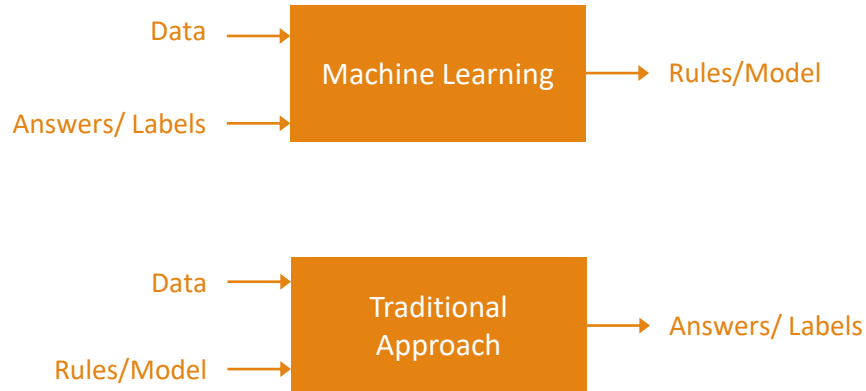 Data
Machine Learning
Rules/Model
Answers/ Labels
Data
Traditional
Approach
Answers/ Labels
Rules/Model